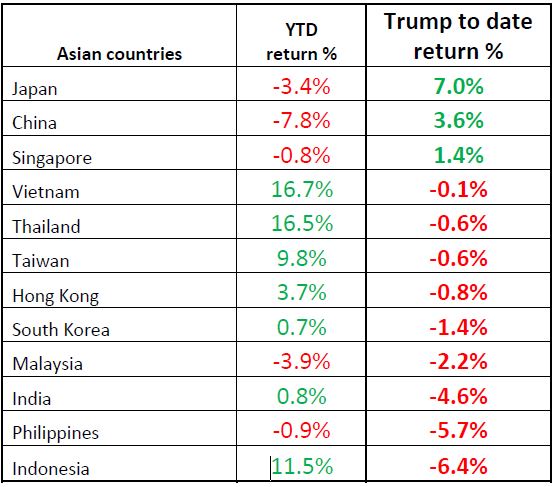 Asian countries YTD return % Trump to date return %
Japan -3.4% 7.0%
China -7.8% 3.6%
Singapore -0.8% 1.4%
Vietnam 16.7% -0.1%
Thailand 16.5% -0.6%
Taiwan 9.8% -0.6%
Hong Kong 3.7% -0.8%
South Korea 0.7% -1.4%
Malaysia -3.9% -2.2%
India 0.8% -4.6%
Philippines -0.9% -5.7%
Indonesia 11.5% -6.4%